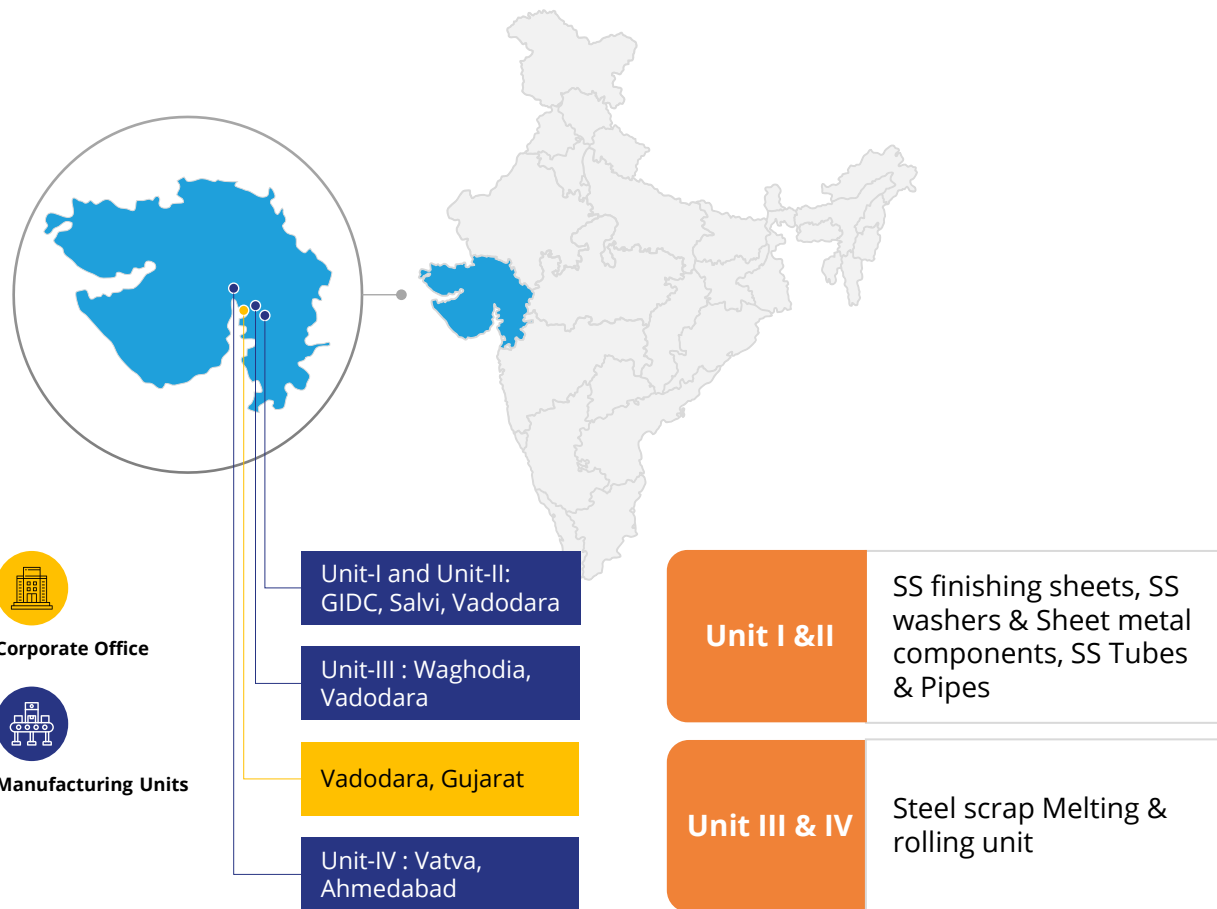 Corporate Office
Manufacturing Units
Unit-I and Unit-II:
GIDC, Salvi, Vadodara
Unit-III : Waghodia,
Vadodara
Vadodara, Gujarat
Unit-IV : Vatva,
Ahmedabad
Unit I &II
SS finishing sheets, SS
washers & Sheet metal
components, SS Tubes
& Pipes
Unit III & IV
Steel scrap Melting &
rolling unit